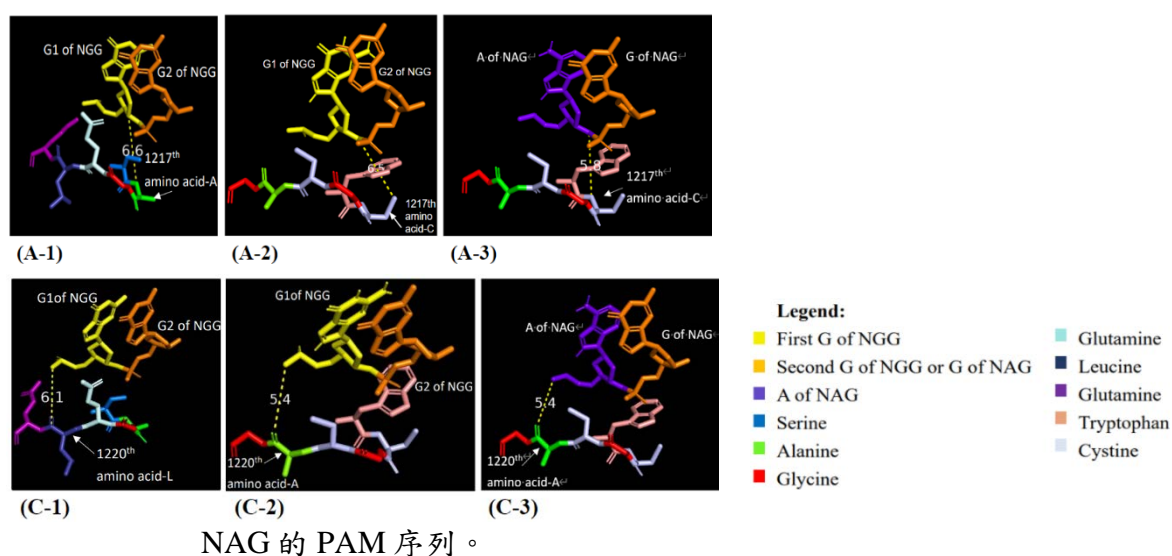 G1 of NGG
G2 of NGG
6.6
1217th
amino acid-A
(A-1)
G1 of NGG
G2 of NGG
1217th
amino
acid-C
(A-2)
A·of·NAG↵
G·of·NAG↵
5.8
1217th↵
amino·acid-C↵
(A-3)
G1of NGG
G2 of NGG
6.1
1220th
amino acid-L
(C-1)
G1of NGG
G2 of NGG
5.4
1220th
amino·acid-A
(C-2)
A·of·NAG↵
G·of·NAG↵
5.4
1220th↵
amino·acid-A↵
(C-3)
Legend:
First G of NGG
Second G of NGG or G of NAG
A of NAG
Serine
Alanine
Glycine
Glutamine
Leucine
Glutamine
Tryptophan
Cystine
NAG 的 PAM 序列。